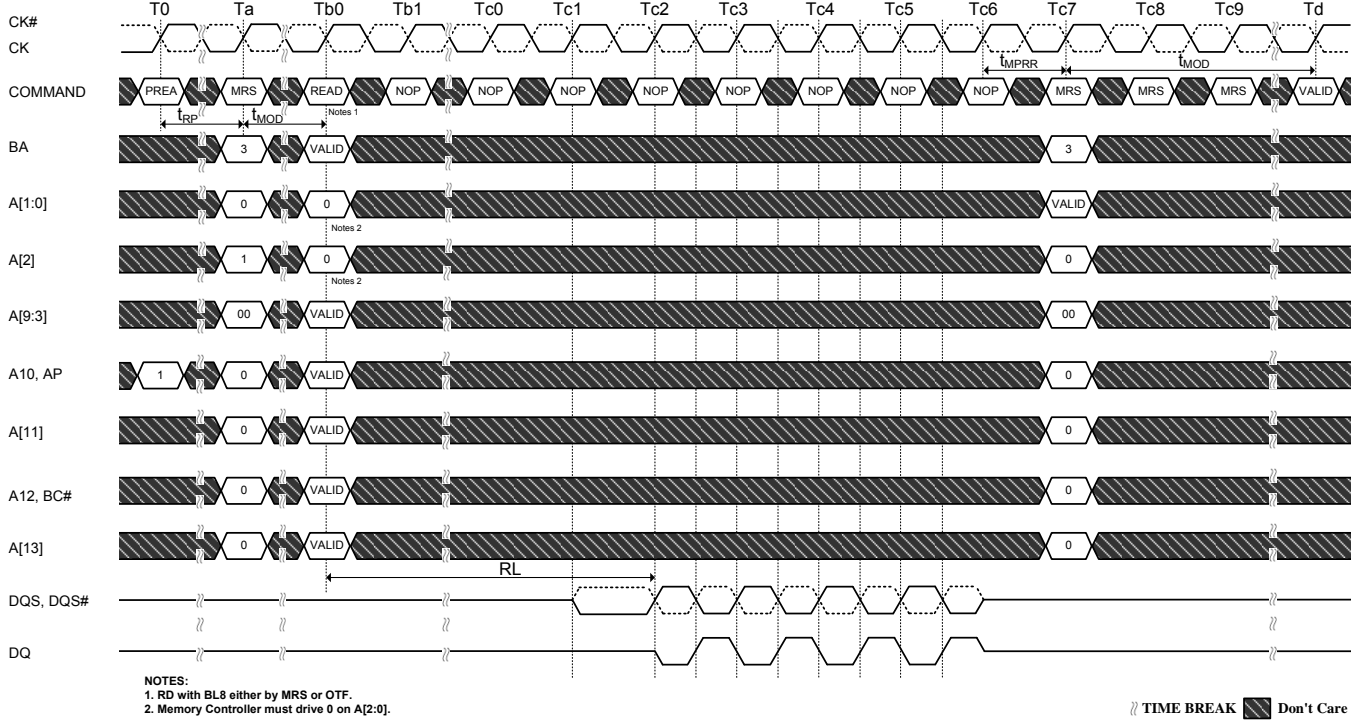 T0 Ta Tb0 Tb1 Tc0 Tc1 Tc2 Tc3 Tc4 Tc5 Tc6 Tc7 Tc8 Tc9 Td
CK#
CK
tMPRR tMOD
COMMAND PREA MRS READ NOP NOP NOP NOP NOP NOP NOP NOP MRS MRS MRS VALID
tRP tMOD Notes 1
BA 3 VALID 3
A[1:0] 0 0 VALID
Notes 2
A[2] 1 0 0
Notes 2
A[9:3] 00 VALID 00
A10, AP 1 0 VALID 0
A[11] 0 VALID 0
A12, BC# 0 VALID 0
A[13] 0 VALID 0
RL
DQS, DQS#
DQ
NOTES:
1. RD with BL8 either by MRS or OTF.
2. Memory Controller must drive 0 on A[2:0].
TIME BREAK Don't Care